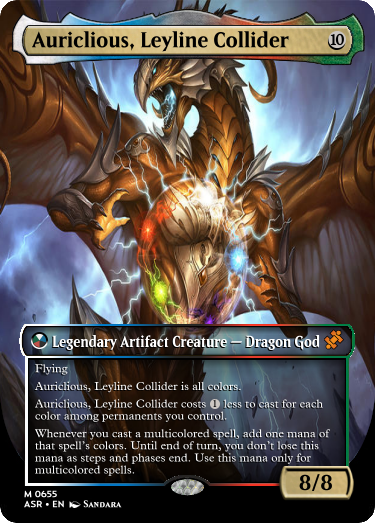 Auriclious, Leyline Collider 10
Legendary Artifact Creature — Dragon God
Flying
Auriclious, Leyline Collider is all colors.
Auriclious, Leyline Collider costs 1 less to cast for each
color among permanents you control.
Whenever you cast a multicolored spell, add one mana of
that spell's colors. Until end of turn, you don't lose this
mana as steps and phases end. Use this mana only for
multicolored spells.
8/8
M 0655
ASR • EN Sandara